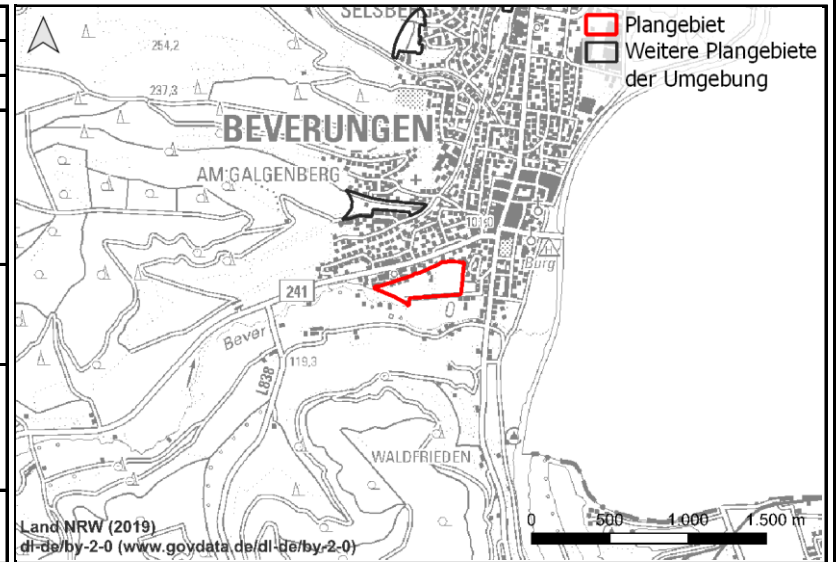 SELSBE
Plangebiet
Weitere Plangebiete
der Umgebung
254,2
237,3
BEVERUNGEN
AM GALGENBERG
Burg
241
Bever
119,3
L838
WALDFRIEDEN
Land NRW (2019)
dl-de/by-2-0 (www.govdata.de/dl-de/by-2-0)
0 500 1.000 1.500 m